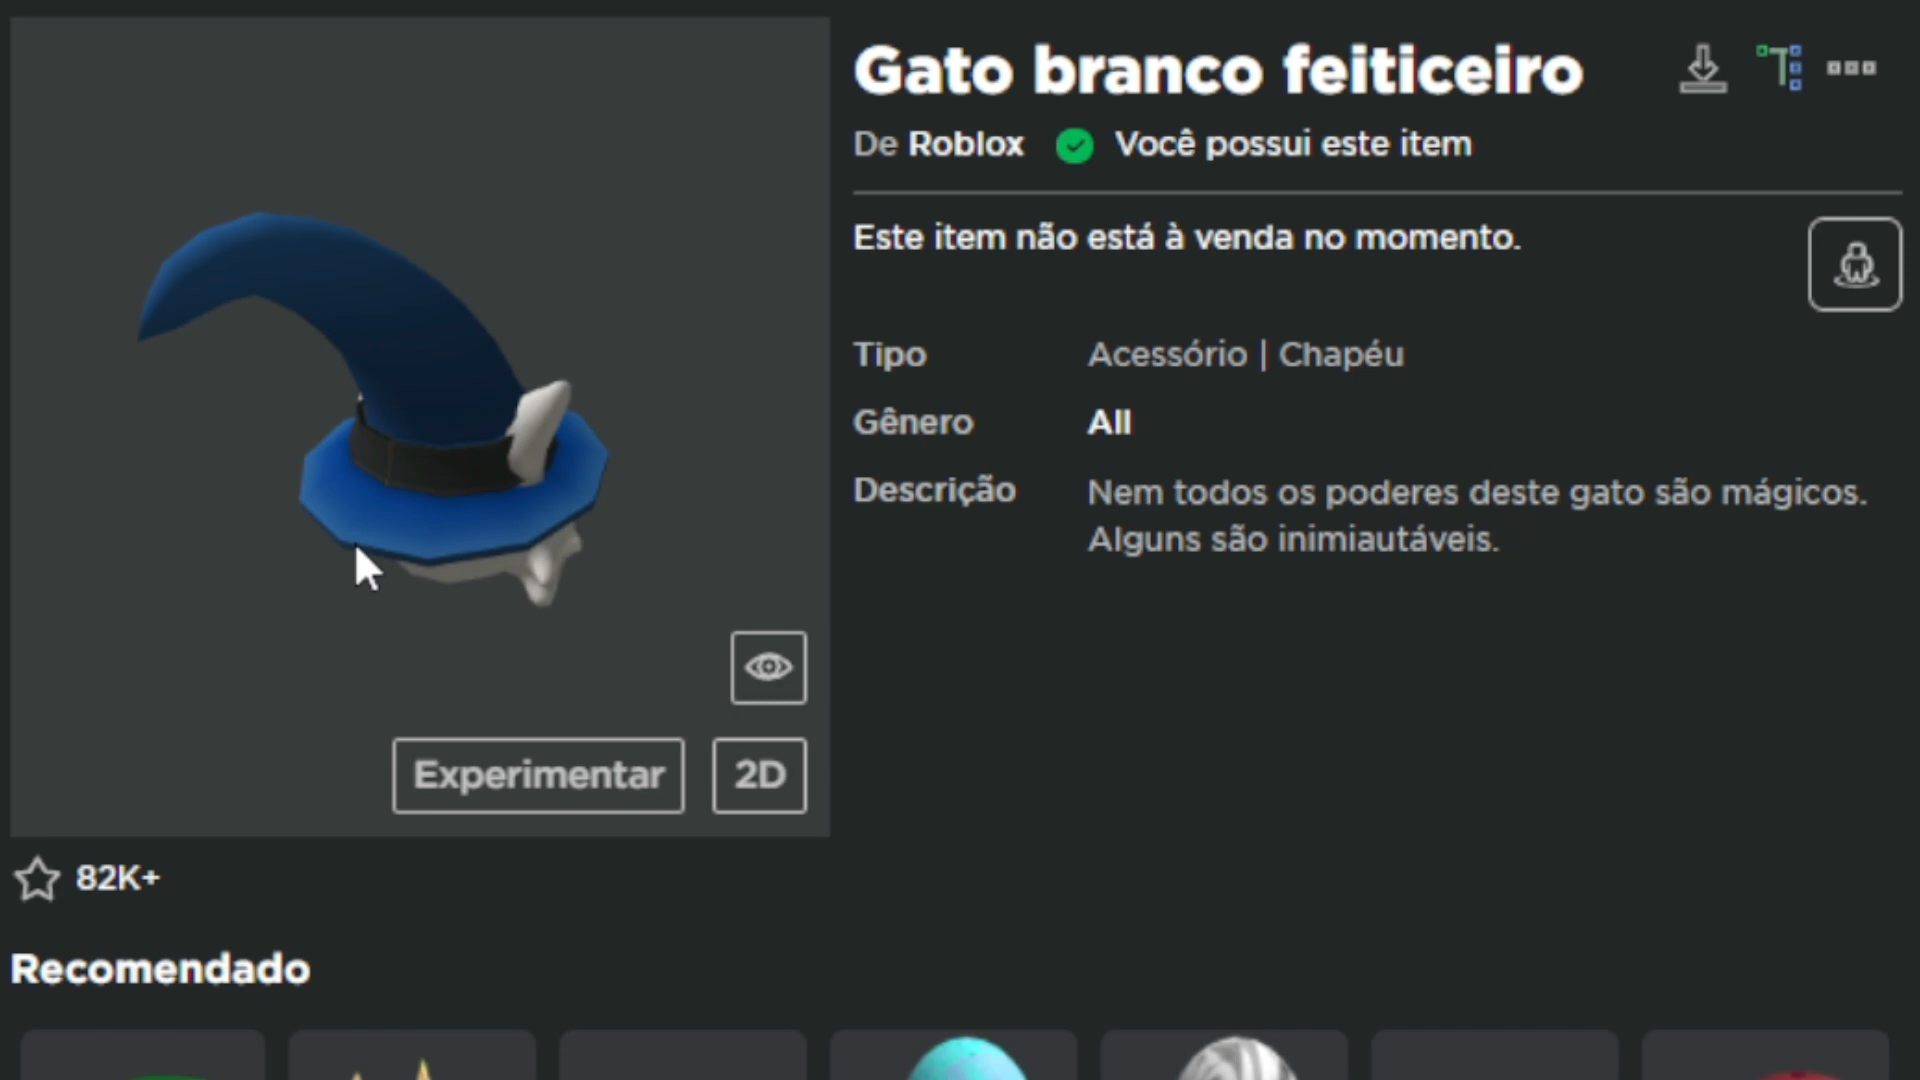 Gato branco feiticeiro
De Roblox Você possui este item
Este item não está à venda no momento.
Tipo Acessório | Chapéu
Gênero All
Descrição Nem todos os poderes deste gato são mágicos.
Alguns são inimiautáveis.
Experimentar 2D
82K+
Recomendado